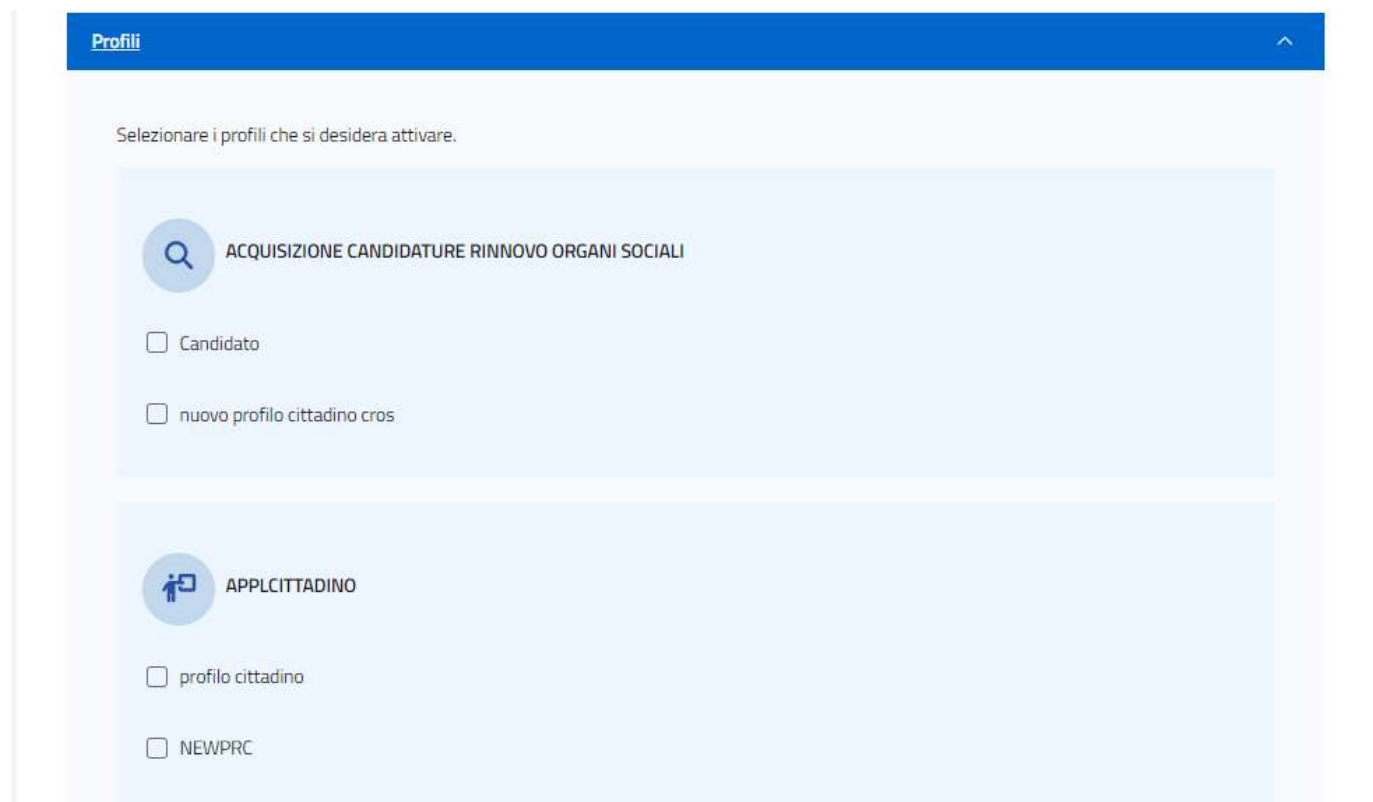 Profili
Selezionare i profili che si desidera attivare.
ACQUISIZIONE CANDIDATURE RINNOVO ORGANI SOCIALI
Candidato
nuovo profilo cittadino cros
APPLCITTADINO
profilo cittadino
NEWPRC